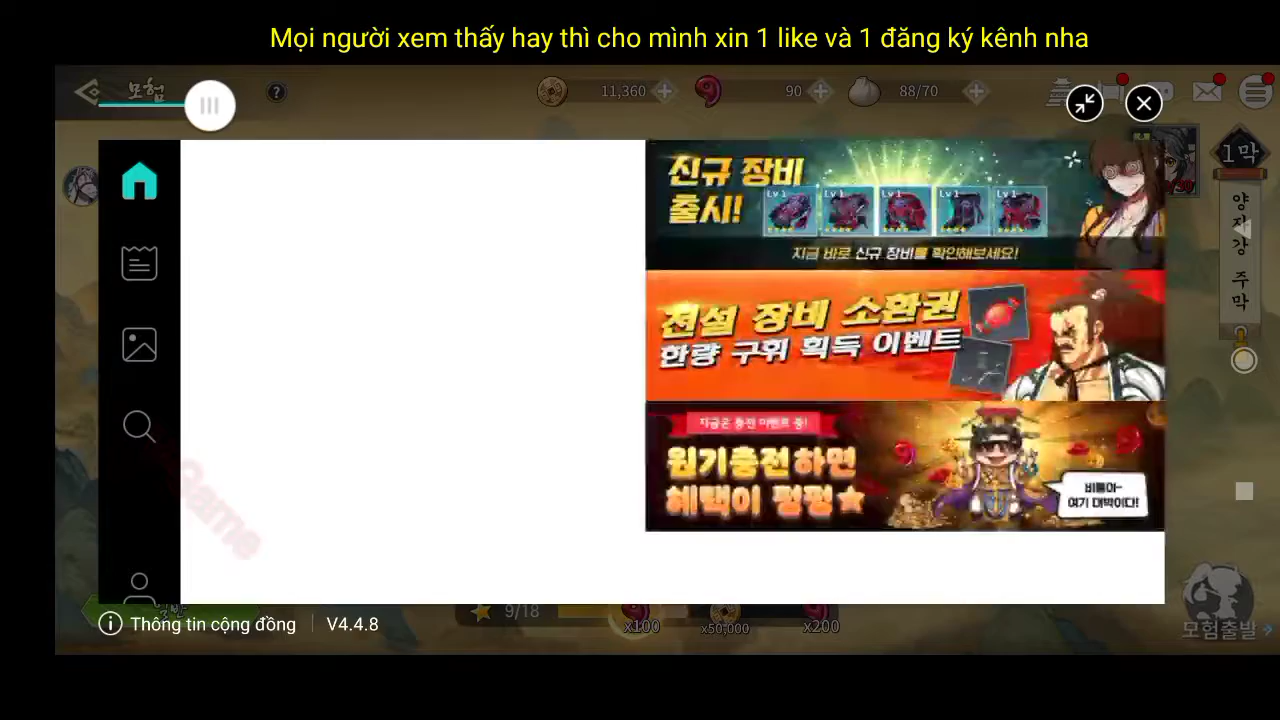 Mọi người xem thấy hay thì cho mình xin 1 like và 1 đăng ký kênh nha
모험
?
11,360
90
88/70
1막
양자강 주막
신규 장비
출시!
Lv 1 Lv 1 Lv 1 Lv 1 Lv 1
지금 바로 신규 장비를 확인해보세요!
전설 장비 소환권
한량 구휘 획득 이벤트
지금은 충전 이벤트 중!
원기충전하면
혜택이 펑펑★
비틀아~
여기 대박이다!
Game
일반
9/18
x100
x50,000
x200
모험출발
Thông tin cộng đồng
V4.4.8